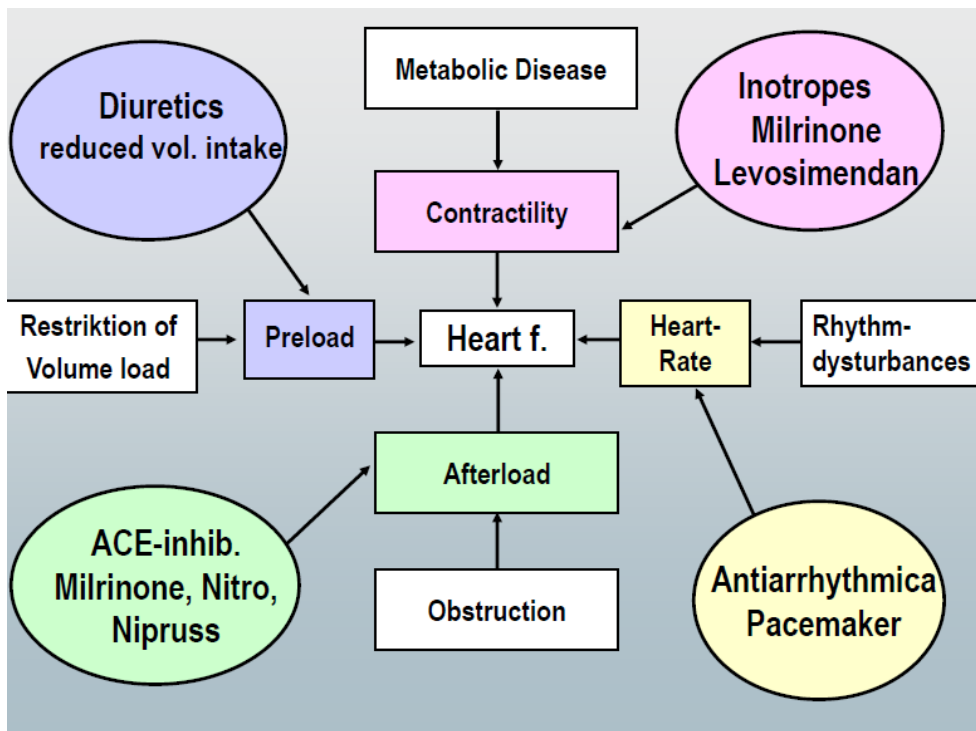 Diuretics
reduced vol. intake
Metabolic Disease
Inotropes
Milrinone
Levosimendan
Contractility
Restriktion of
Volume load
Preload
Heart f.
Heart-
Rate
Rhythm-
dysturbances
Afterload
ACE-inhib.
Milrinone, Nitro,
Nipruss
Obstruction
Antiarrhythmica
Pacemaker